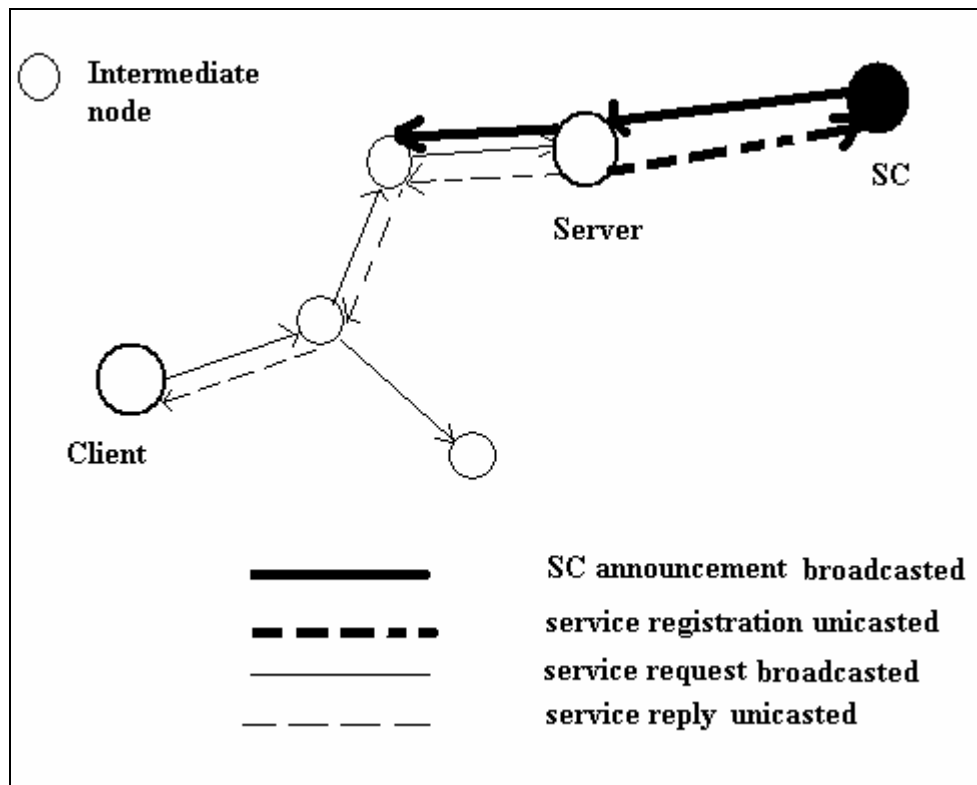 Intermediate
node
SC
Server
Client
SC announcement broadcasted
service registration unicasted
service request broadcasted
service reply unicasted